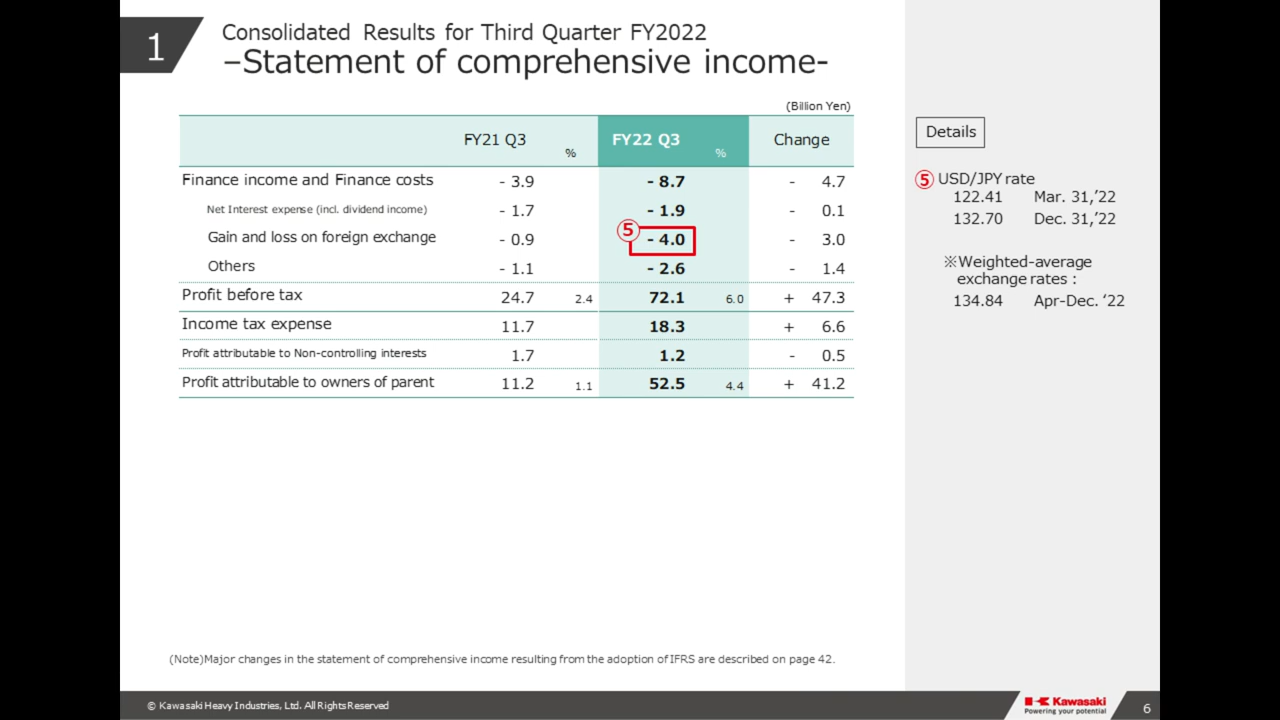 1
Consolidated Results for Third Quarter FY2022
–Statement of comprehensive income-
(Billion Yen)
FY21 Q3 % FY22 Q3 % Change
Finance income and Finance costs - 3.9 - 8.7 - 4.7
Net Interest expense (incl. dividend income) - 1.7 - 1.9 - 0.1
Gain and loss on foreign exchange - 0.9 ⑤ - 4.0 - 3.0
Others - 1.1 - 2.6 - 1.4
Profit before tax 24.7 2.4 72.1 6.0 + 47.3
Income tax expense 11.7 18.3 + 6.6
Profit attributable to Non-controlling interests 1.7 1.2 - 0.5
Profit attributable to owners of parent 11.2 1.1 52.5 4.4 + 41.2
Details
⑤ USD/JPY rate
122.41 Mar. 31,’22
132.70 Dec. 31,’22
※Weighted-average
exchange rates :
134.84 Apr-Dec. ‘22
(Note)Major changes in the statement of comprehensive income resulting from the adoption of IFRS are described on page 42.
© Kawasaki Heavy Industries, Ltd. All Rights Reserved
Kawasaki
Powering your potential
6